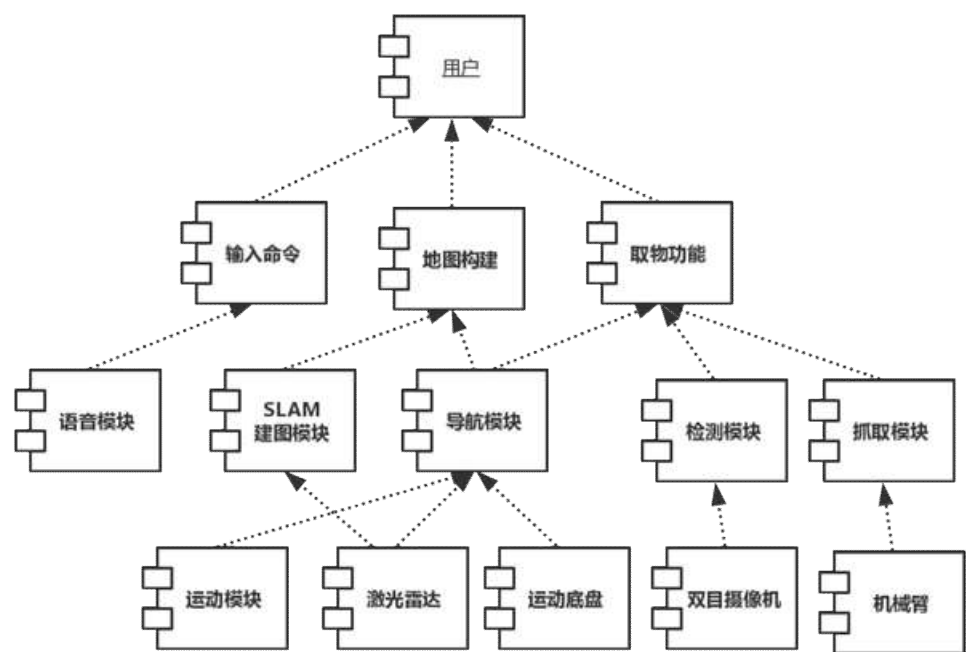 用户
输入命令
地图构建
取物功能
语音模块
SLAM
建图模块
导航模块
检测模块
抓取模块
运动模块
激光雷达
运动底盘
双目摄像机
机械臂